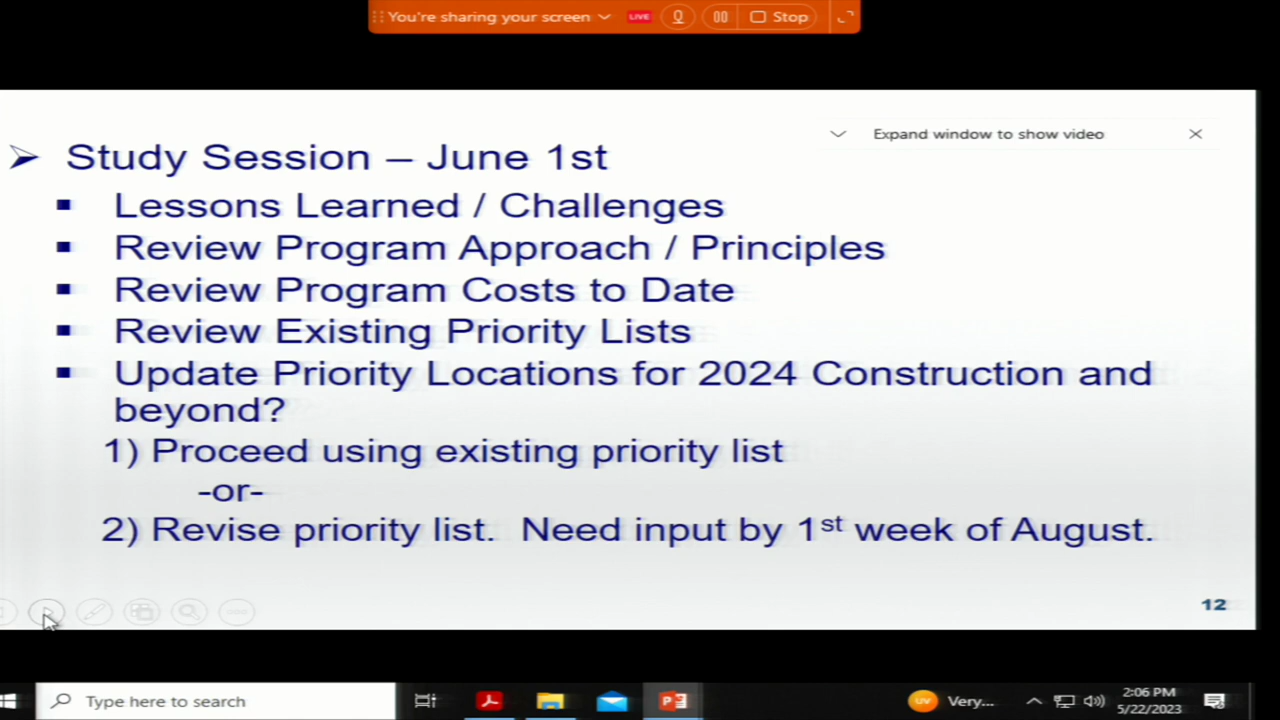 You're sharing your screen
LIVE
Stop
Expand window to show video
Study Session – June 1st
Lessons Learned / Challenges
Review Program Approach / Principles
Review Program Costs to Date
Review Existing Priority Lists
Update Priority Locations for 2024 Construction and
beyond?
1) Proceed using existing priority list
-or-
2) Revise priority list. Need input by 1st week of August.
12
Type here to search
UV
Very...
2:06 PM
5/22/2023